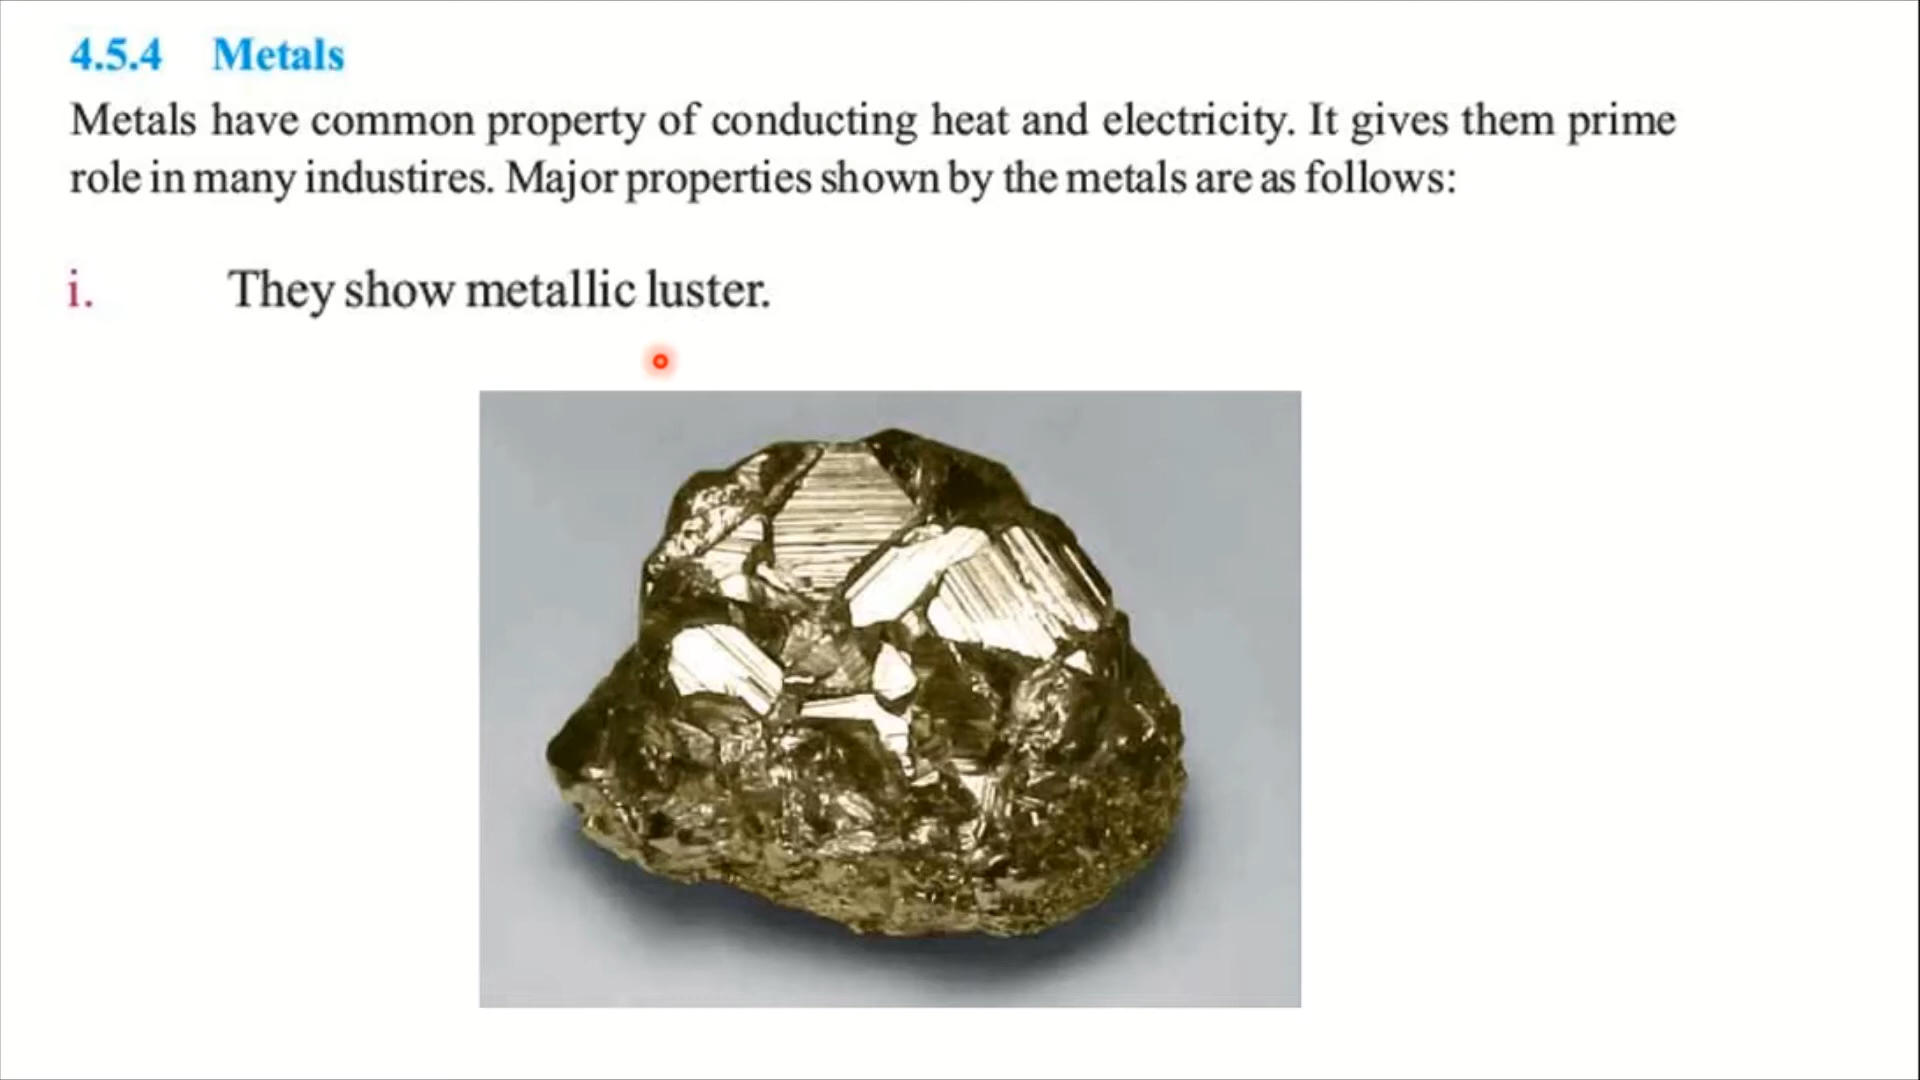 4.5.4 Metals
Metals have common property of conducting heat and electricity. It gives them prime
role in many industires. Major properties shown by the metals are as follows:
i. They show metallic luster.